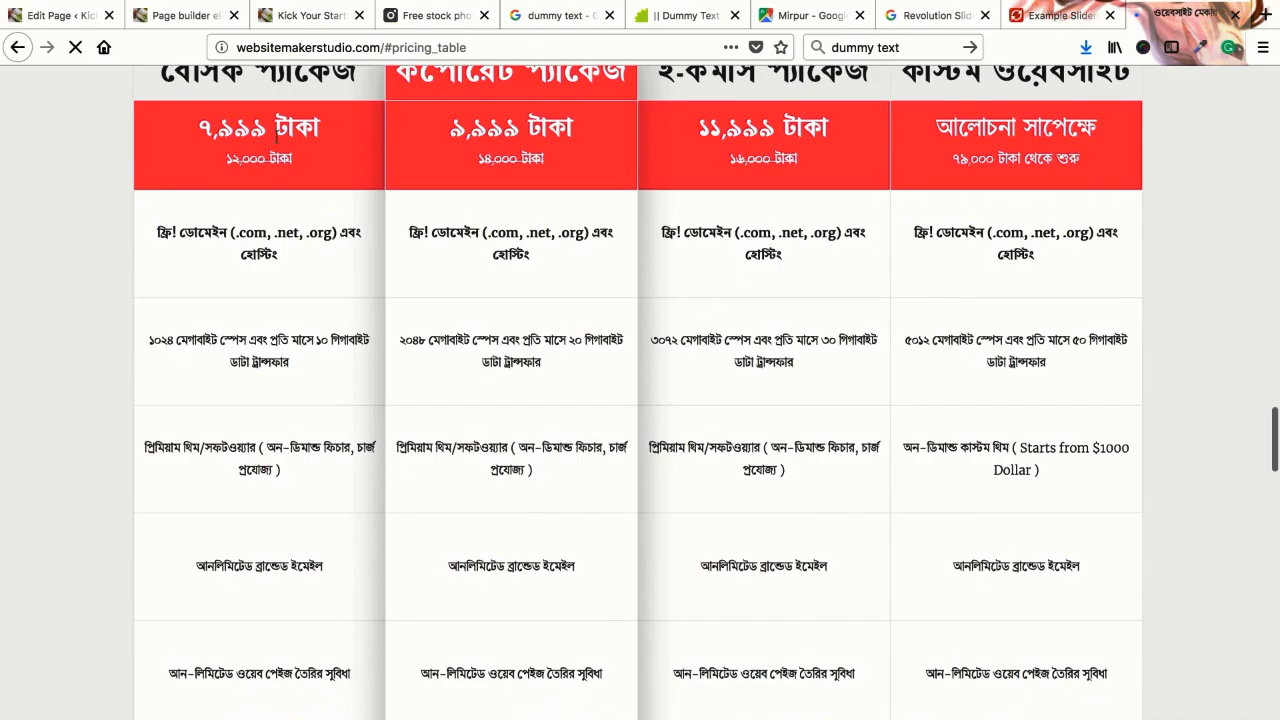 Edit Page ‹ Kicl
Page builder el
Kick Your Start
Free stock pho
dummy text - G
|| Dummy Text
Mirpur - Google
Revolution Slid
Example Slider
ওয়েবসাইট মেকার
websitemakerstudio.com/#pricing_table
dummy text
বেসিক প্যাকেজ
কর্পোরেট প্যাকেজ
ই-কমার্স প্যাকেজ
কাস্টম ওয়েবসাইট
৭,৯৯৯ টাকা
৯,৯৯৯ টাকা
১১,৯৯৯ টাকা
আলোচনা সাপেক্ষে
১২,০০০ টাকা
১৪,০০০ টাকা
১৬,০০০ টাকা
৭৯,০০০ টাকা থেকে শুরু
ফ্রি! ডোমেইন (.com, .net, .org) এবং
হোস্টিং
ফ্রি! ডোমেইন (.com, .net, .org) এবং
হোস্টিং
ফ্রি! ডোমেইন (.com, .net, .org) এবং
হোস্টিং
ফ্রি! ডোমেইন (.com, .net, .org) এবং
হোস্টিং
১০২৪ মেগাবাইট স্পেস এবং প্রতি মাসে ১০ গিগাবাইট
ডাটা ট্রান্সফার
২০৪৮ মেগাবাইট স্পেস এবং প্রতি মাসে ২০ গিগাবাইট
ডাটা ট্রান্সফার
৩০৭২ মেগাবাইট স্পেস এবং প্রতি মাসে ৩০ গিগাবাইট
ডাটা ট্রান্সফার
৫০১২ মেগাবাইট স্পেস এবং প্রতি মাসে ৫০ গিগাবাইট
ডাটা ট্রান্সফার
প্রিমিয়াম থিম/সফটওয়্যার ( অন-ডিমান্ড ফিচার, চার্জ
প্রযোজ্য )
প্রিমিয়াম থিম/সফটওয়্যার ( অন-ডিমান্ড ফিচার, চার্জ
প্রযোজ্য )
প্রিমিয়াম থিম/সফটওয়্যার ( অন-ডিমান্ড ফিচার, চার্জ
প্রযোজ্য )
অন-ডিমান্ড কাস্টম থিম ( Starts from $1000
Dollar )
আনলিমিটেড ব্রান্ডেড ইমেইল
আনলিমিটেড ব্রান্ডেড ইমেইল
আনলিমিটেড ব্রান্ডেড ইমেইল
আনলিমিটেড ব্রান্ডেড ইমেইল
আন-লিমিটেড ওয়েব পেইজ তৈরির সুবিধা
আন-লিমিটেড ওয়েব পেইজ তৈরির সুবিধা
আন-লিমিটেড ওয়েব পেইজ তৈরির সুবিধা
আন-লিমিটেড ওয়েব পেইজ তৈরির সুবিধা